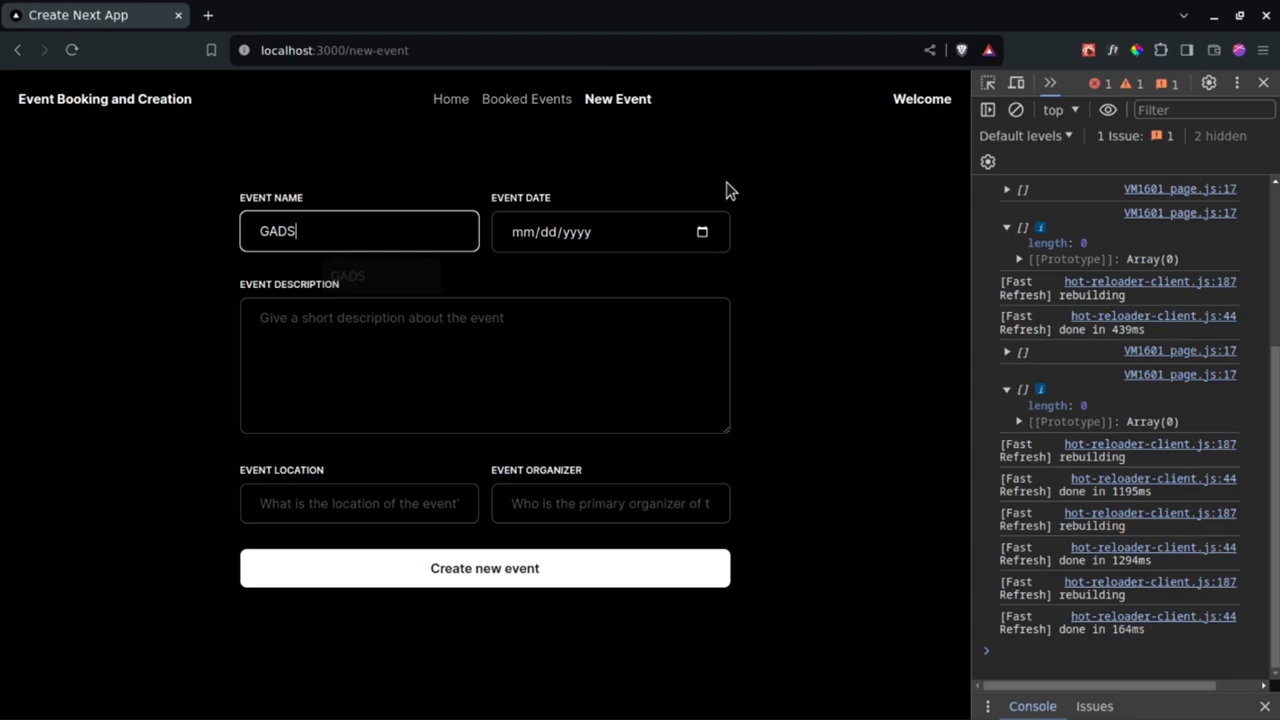 Create Next App
localhost:3000/new-event
Event Booking and Creation
Home
Booked Events
New Event
Welcome
EVENT NAME
EVENT DATE
GADS
mm/dd/yyyy
GADS
EVENT DESCRIPTION
Give a short description about the event
EVENT LOCATION
EVENT ORGANIZER
What is the location of the event'
Who is the primary organizer of t
Create new event
1
1
1
top
Filter
Default levels
1 Issue:
1
2 hidden
[]
VM1601 page.js:17
VM1601 page.js:17
[] i
length: 0
[[Prototype]]: Array(0)
[Fast Refresh] rebuilding
hot-reloader-client.js:187
[Fast Refresh] done in 439ms
hot-reloader-client.js:44
[]
VM1601 page.js:17
VM1601 page.js:17
[] i
length: 0
[[Prototype]]: Array(0)
[Fast Refresh] rebuilding
hot-reloader-client.js:187
[Fast Refresh] done in 1195ms
hot-reloader-client.js:44
[Fast Refresh] rebuilding
hot-reloader-client.js:187
[Fast Refresh] done in 1294ms
hot-reloader-client.js:44
[Fast Refresh] rebuilding
hot-reloader-client.js:187
[Fast Refresh] done in 164ms
hot-reloader-client.js:44
Console
Issues